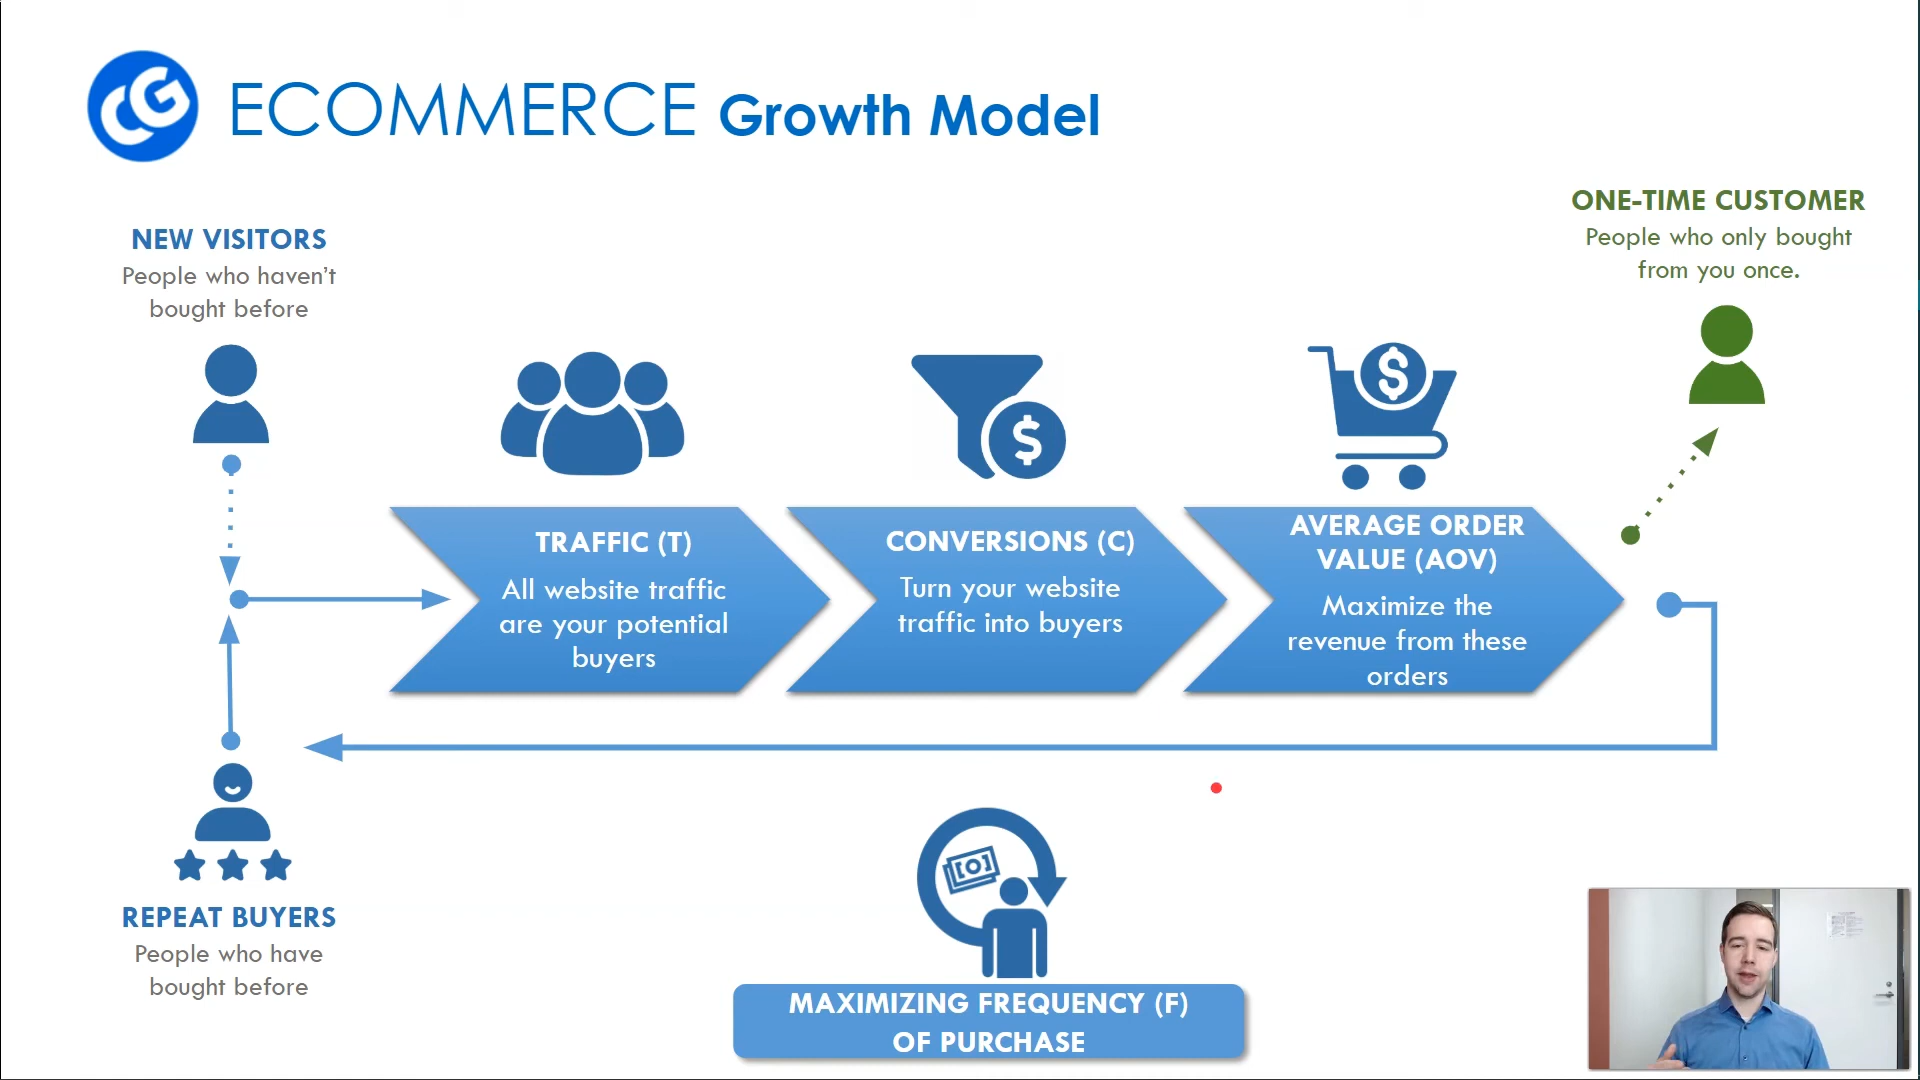 CG
ECOMMERCE Growth Model
NEW VISITORS
People who haven't
bought before
ONE-TIME CUSTOMER
People who only bought
from you once.
TRAFFIC (T)
All website traffic
are your potential
buyers
CONVERSIONS (C)
Turn your website
traffic into buyers
AVERAGE ORDER
VALUE (AOV)
Maximize the
revenue from these
orders
REPEAT BUYERS
People who have
bought before
MAXIMIZING FREQUENCY (F)
OF PURCHASE